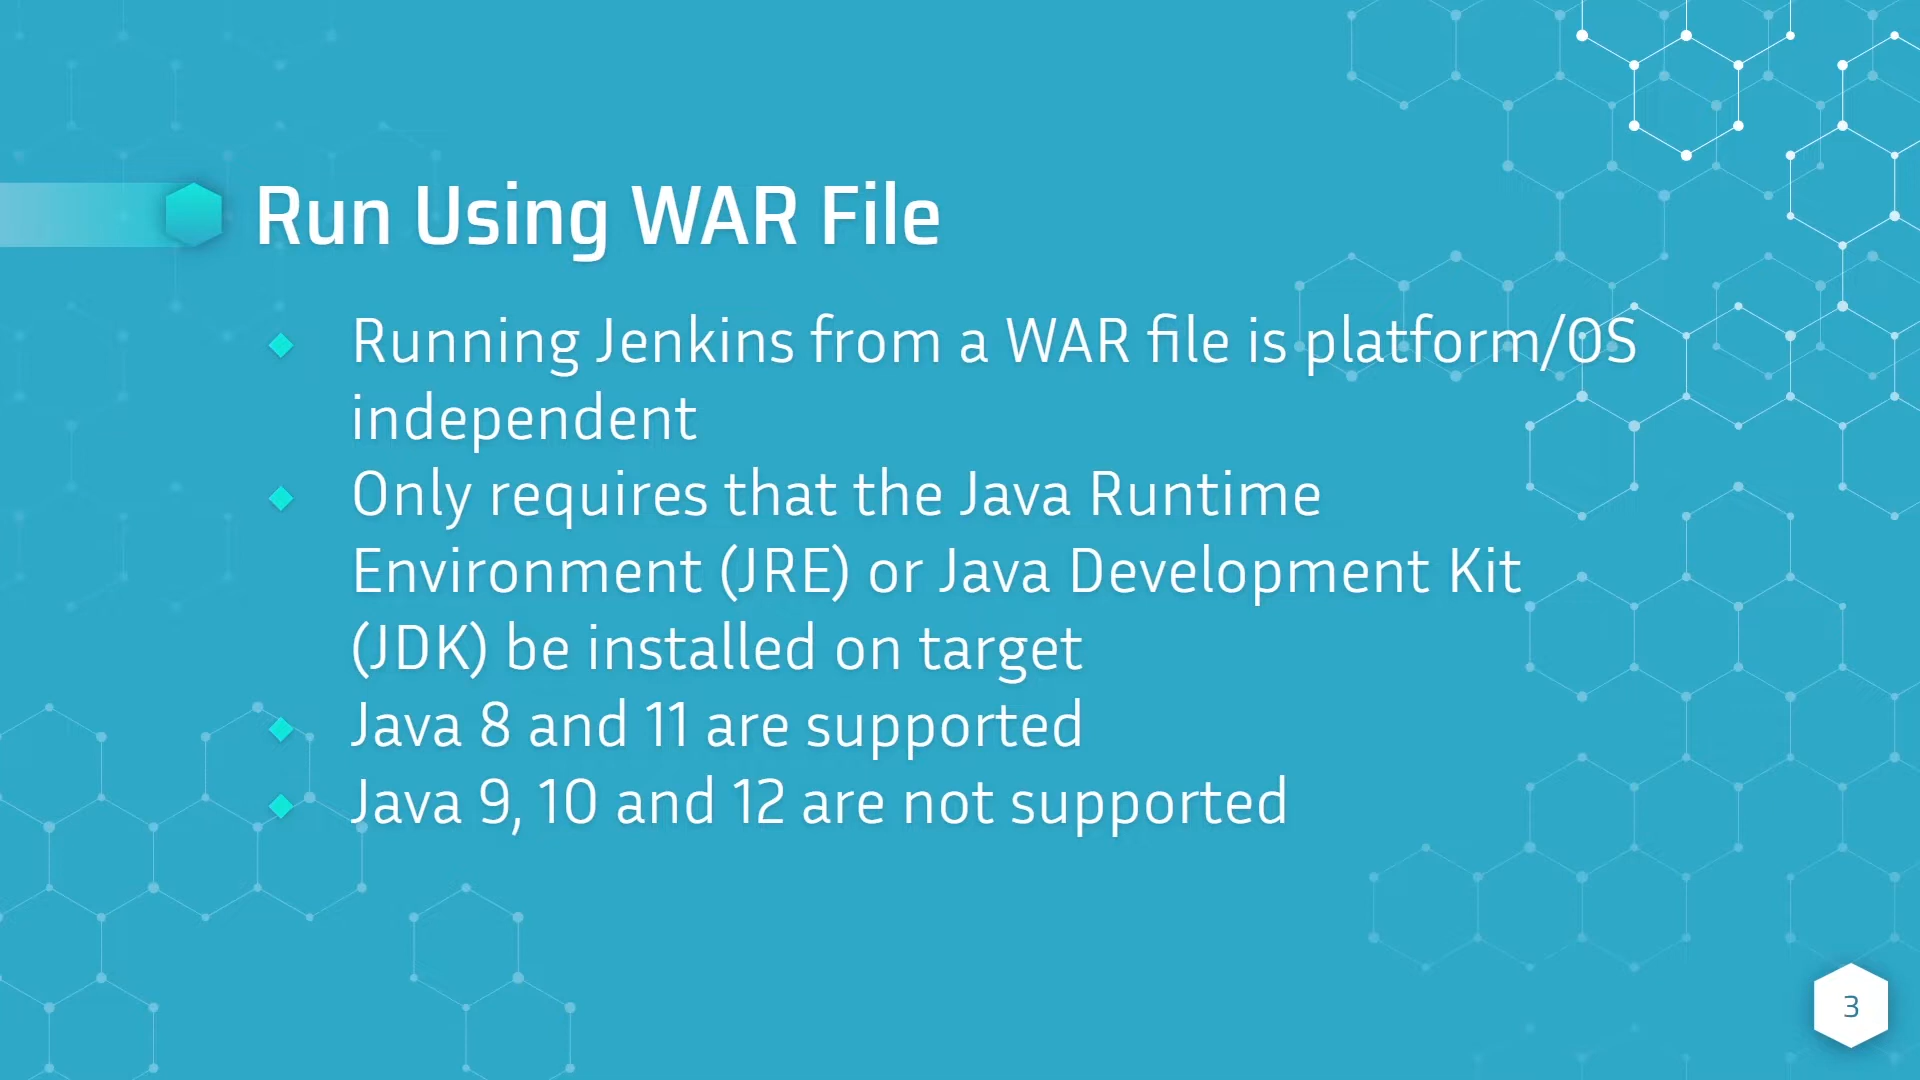 Run Using WAR File
Running Jenkins from a WAR file is platform/OS
independent
Only requires that the Java Runtime
Environment (JRE) or Java Development Kit
(JDK) be installed on target
Java 8 and 11 are supported
Java 9, 10 and 12 are not supported
3